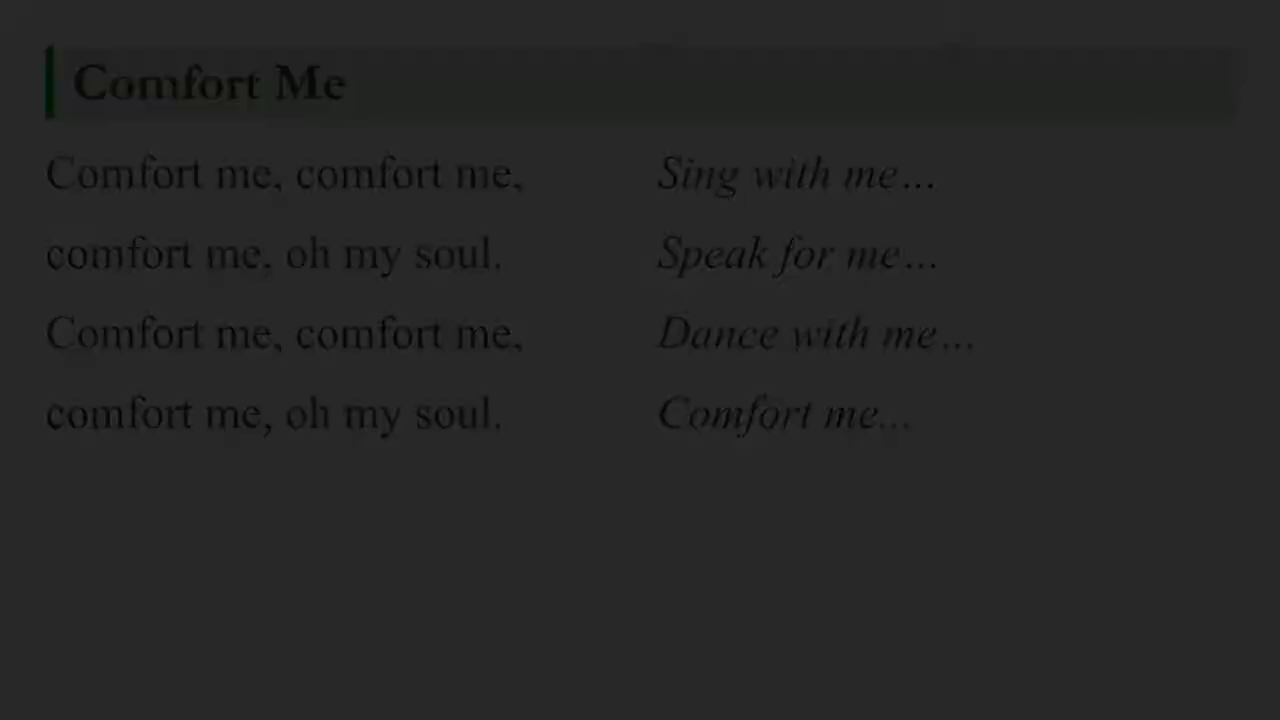 Comfort Me
Comfort me, comfort me,
comfort me, oh my soul.
Comfort me, comfort me,
comfort me, oh my soul.
Sing with me…
Speak for me…
Dance with me…
Comfort me…